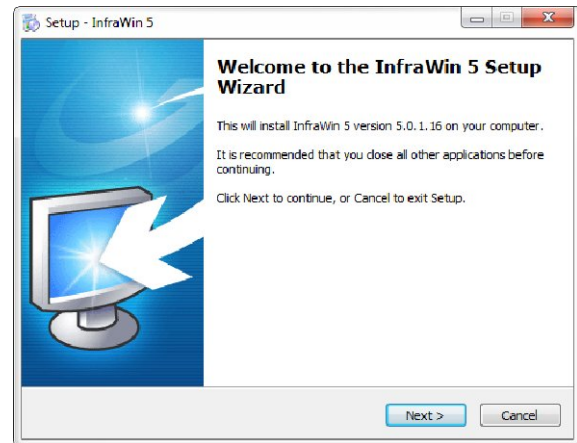 Setup - InfraWin 5
Welcome to the InfraWin 5 Setup
Wizard
This will install InfraWin 5 version 5.0.1.16 on your computer.
It is recommended that you close all other applications before
continuing.
Click Next to continue, or Cancel to exit Setup.
Next >
Cancel